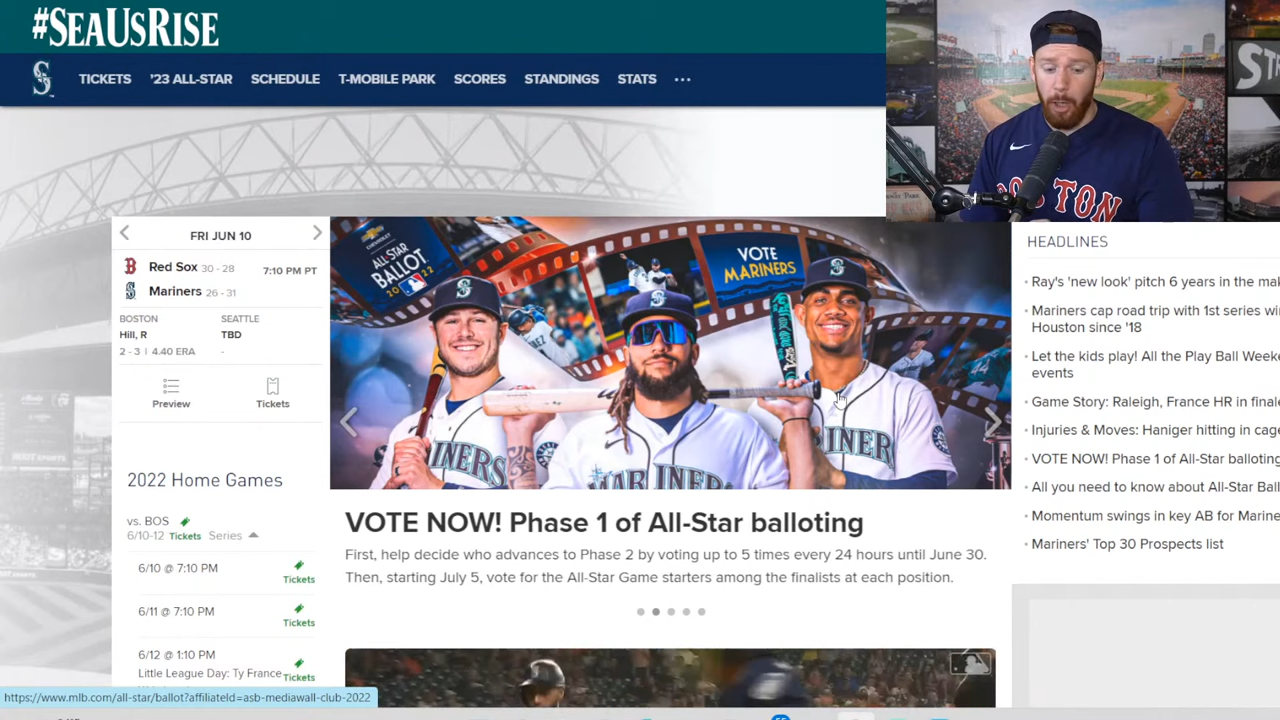 #SEAUSRISE
TICKETS '23 ALL-STAR SCHEDULE T-MOBILE PARK SCORES STANDINGS STATS ...
BOSTON
FRI JUN 10
Red Sox 30 - 28 7:10 PM PT
Mariners 26 - 31
BOSTON SEATTLE
Hill, R TBD
2 - 3 | 4.40 ERA -
Preview Tickets
2022 Home Games
vs. BOS
6/10-12 Tickets Series
6/10 @ 7:10 PM
Tickets
6/11 @ 7:10 PM
Tickets
6/12 @ 1:10 PM
Little League Day: Ty France
Tickets
CHEVROLET
ALL-STAR
BALLOT
2022
VOTE
MARINERS
44
MARINERS
MARINERS
MARINER
VOTE NOW! Phase 1 of All-Star balloting
First, help decide who advances to Phase 2 by voting up to 5 times every 24 hours until June 30.
Then, starting July 5, vote for the All-Star Game starters among the finalists at each position.
HEADLINES
Ray's 'new look' pitch 6 years in the
Mariners cap road trip with 1st series
Houston since '18
Let the kids play! All the Play Ball
events
Game Story: Raleigh, France HR in
Injuries & Moves: Haniger hitting in
VOTE NOW! Phase 1 of All-Star balloting
All you need to know about All-Star
Momentum swings in key AB for
Mariners' Top 30 Prospects list
https://www.mlb.com/all-star/ballot?affiliateId=asb-mediawall-club-2022